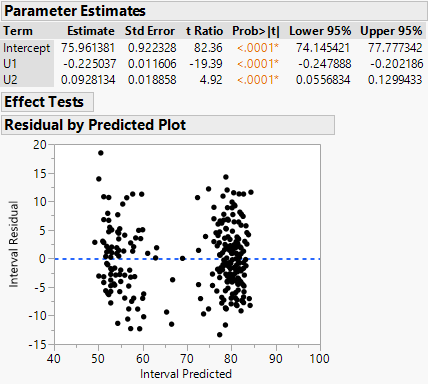 Parameter Estimates
Term Estimate Std Error t Ratio Prob>|t| Lower 95% Upper 95%
Intercept 75.961381 0.922328 82.36 <.0001* 74.145421 77.777342
U1 -0.225037 0.011606 -19.39 <.0001* -0.247888 -0.202186
U2 0.0928134 0.018858 4.92 <.0001* 0.0556834 0.1299433
Effect Tests
Residual by Predicted Plot
20
15
10
5
0
-5
-10
-15
Interval Residual
40 50 60 70 80 90 100
Interval Predicted